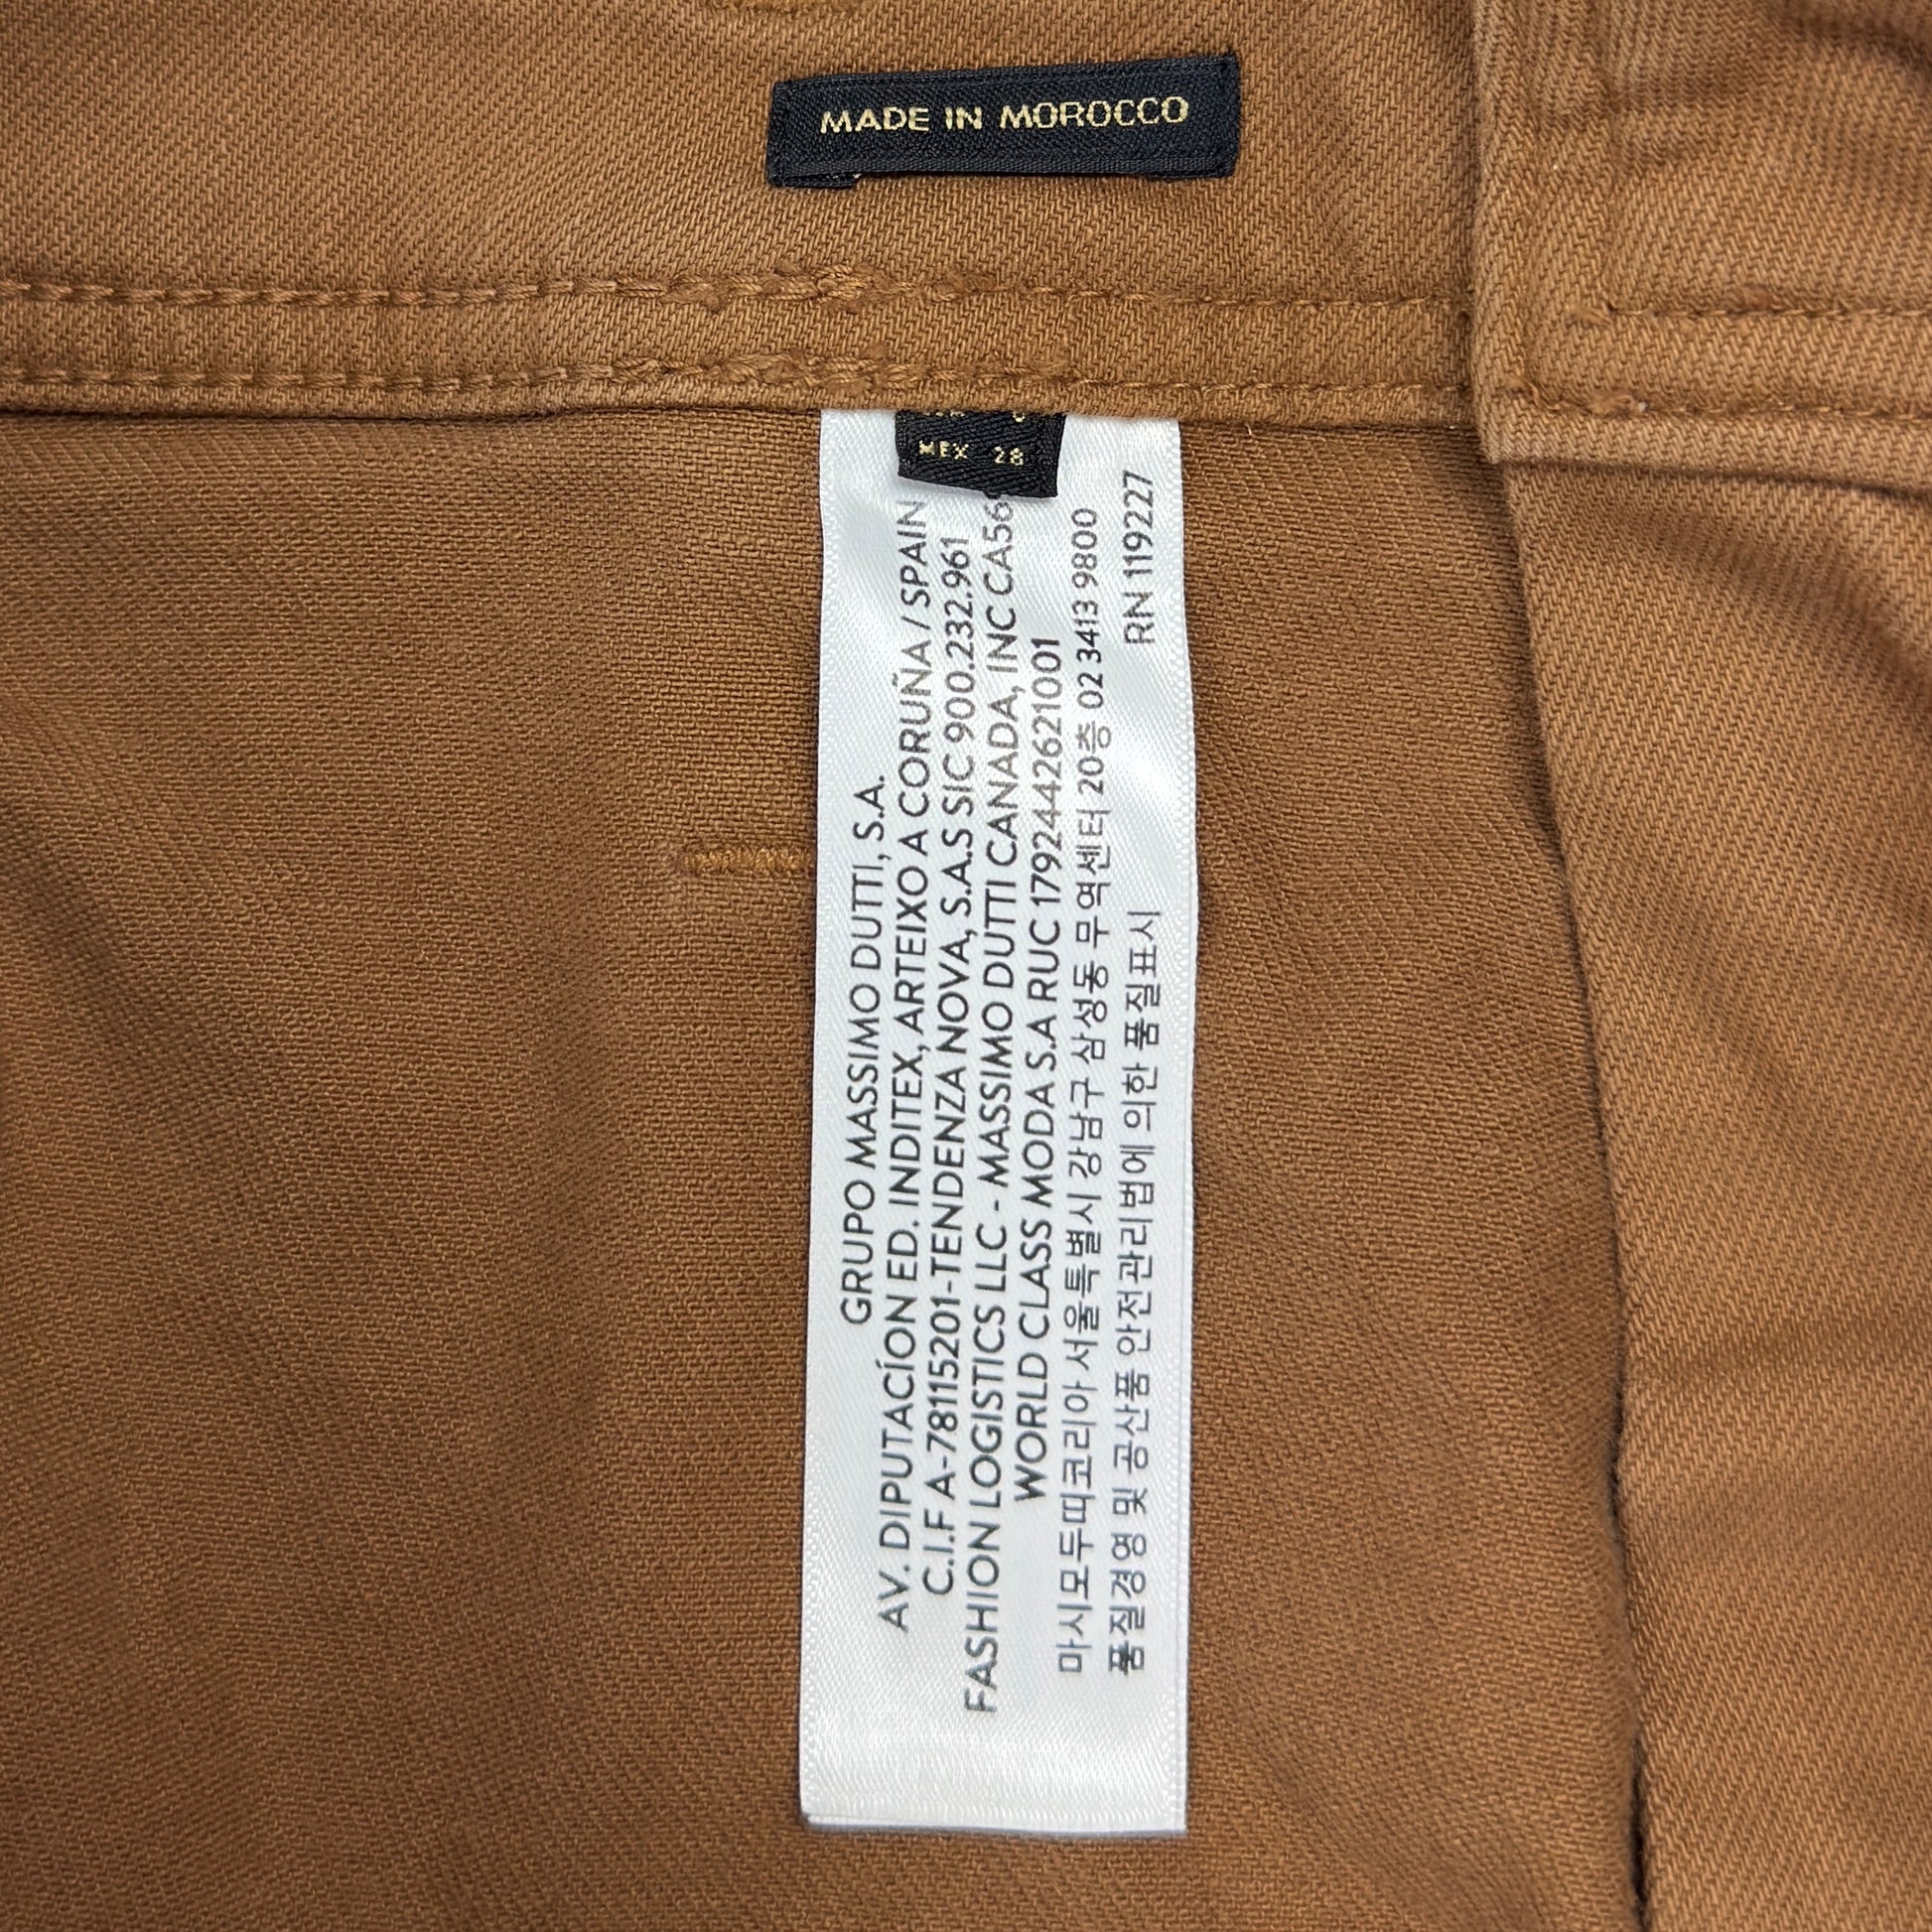 MADE IN MOROCCO
MEX 28
GRUPO MASSIMO DUTTI, S.A.
AV. DIPUTACÍON ED. INDITEX, ARTEIXO A CORUÑA / SPAIN
C.I.F A-78115201-TENDENZA NOVA, S.A.S SIC 900.232.961
FASHION LOGISTICS LLC - MASSIMO DUTTI CANADA, INC
WORLD CLASS MODA S.A RUC 1792442621001
마시모두띠코리아 서울특별시 강남구 삼성동 무역센터 20층 02 3413 9800
품질경영 및 공산품 안전관리법에 의한 품질표시
RN 119227